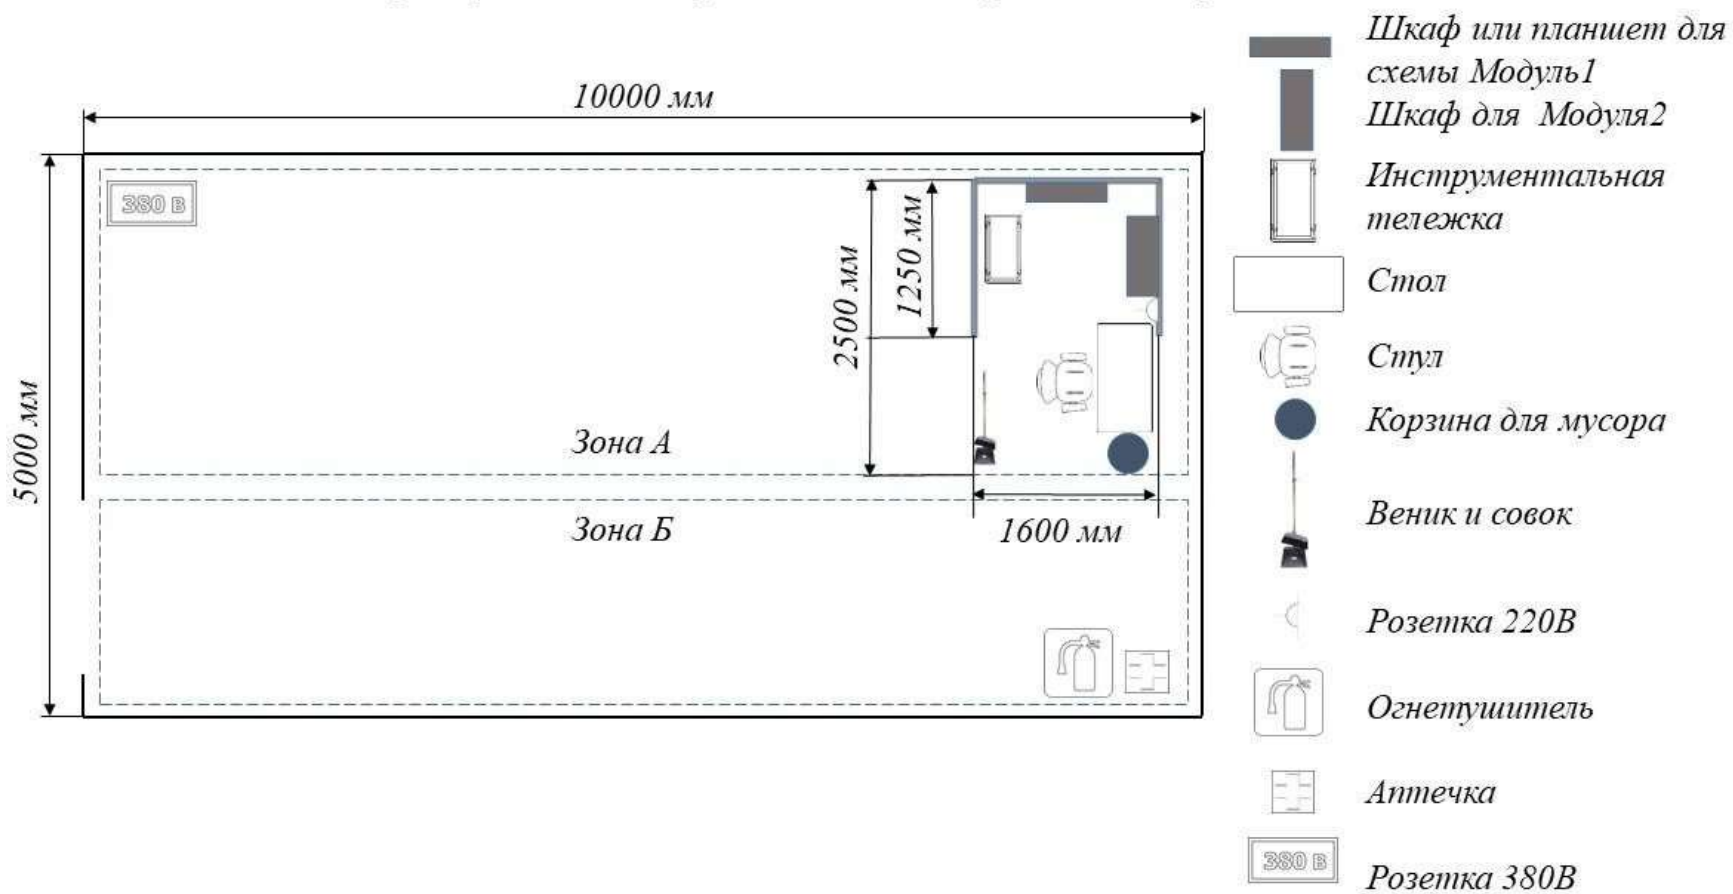 10000 мм
5000 мм
380 В
2500 мм
1250 мм
1600 мм
Зона А
Зона Б
Шкаф или планшет для
схемы Модуль1
Шкаф для Модуля2
Инструментальная
тележка
Стол
Стул
Корзина для мусора
Веник и совок
Розетка 220В
Огнетушитель
Аптечка
380 В
Розетка 380В